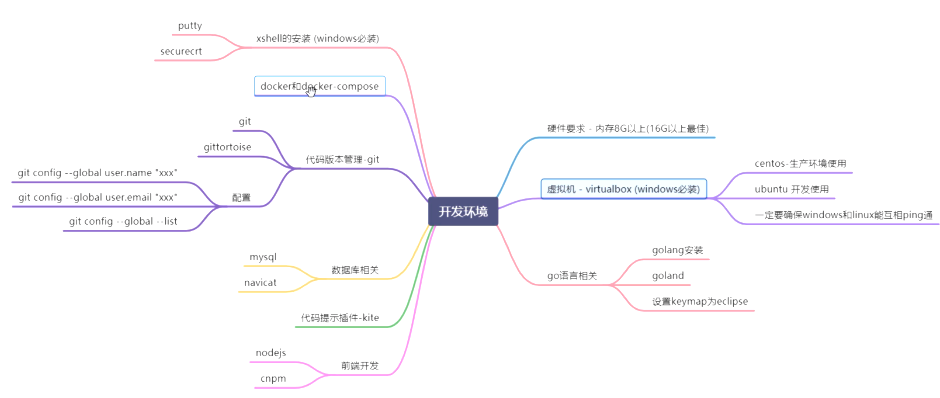 开发环境
硬件要求 - 内存8G以上(16G以上最佳)
虚拟机 - virtualbox (windows必装)
centos-生产环境使用
ubuntu 开发使用
一定要确保windows和linux能互相ping通
go语言相关
golang安装
goland
设置keymap为eclipse
xshell的安装 (windows必装)
putty
securecrt
docker和docker-compose
代码版本管理-git
git
gittortoise
配置
git config --global user.name "xxx"
git config --global user.email "xxx"
git config --global --list
数据库相关
mysql
navicat
代码提示插件-kite
前端开发
nodejs
cnpm